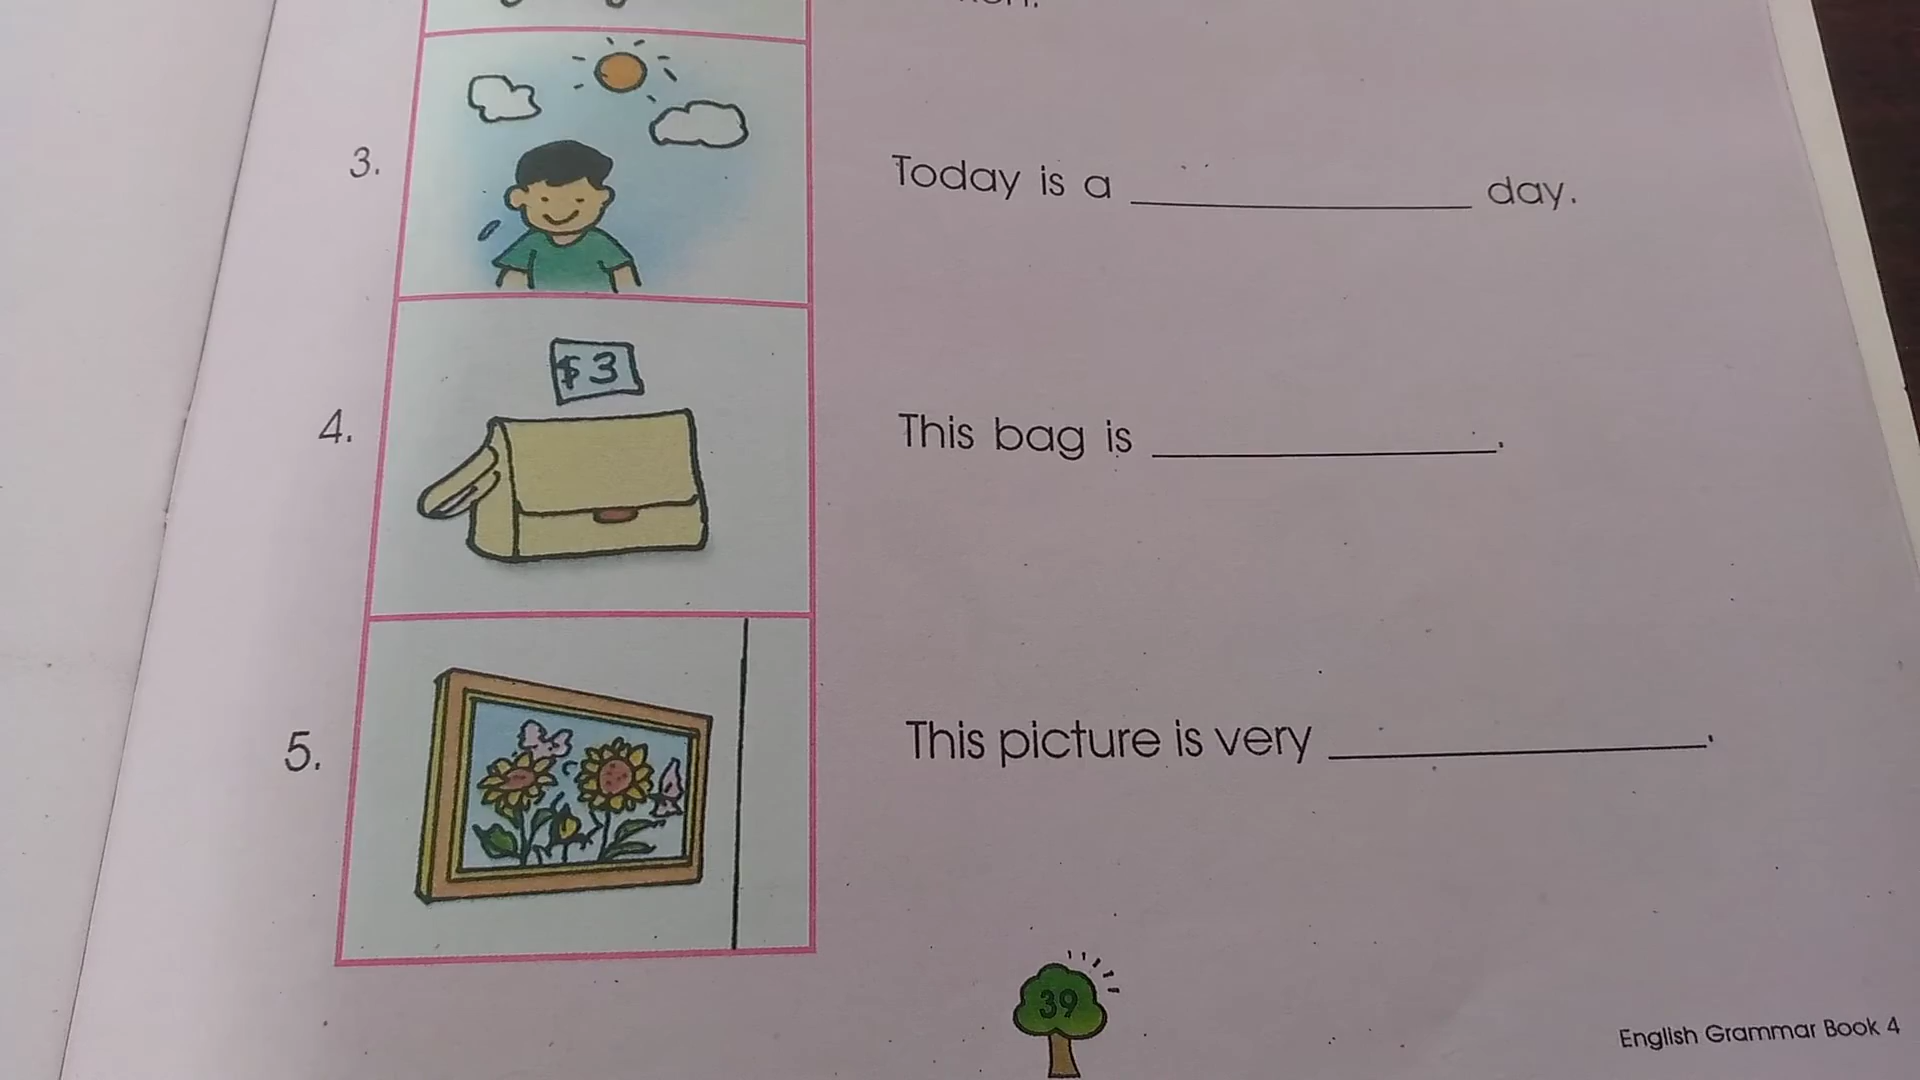 3.
Today is a ____________ day.
$3
4.
This bag is ____________.
5.
This picture is very ____________.
39
English Grammar Book 4